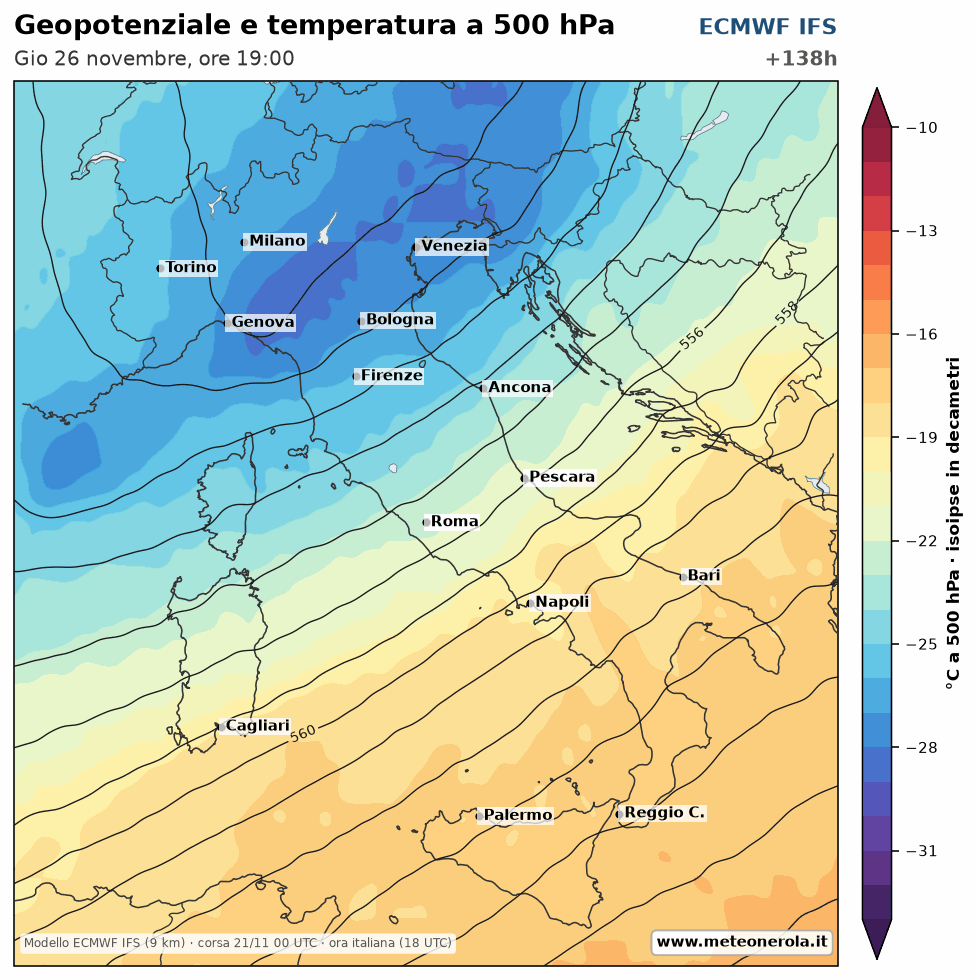 Geopotenziale e temperatura a 500 hPa
ECMWF IFS
Gio 26 novembre, ore 19:00
+138h
Milano
Venezia
Torino
Genova
Bologna
Firenze
Ancona
556
558
Pescara
Roma
Bari
Napoli
Cagliari
560
Palermo
Reggio C.
−10
−13
−16
−19
−22
−25
−28
−31
°C a 500 hPa · isoipse in decametri
Modello ECMWF IFS (9 km) · corsa 21/11 00 UTC · ora italiana (18 UTC)
www.meteonerola.it